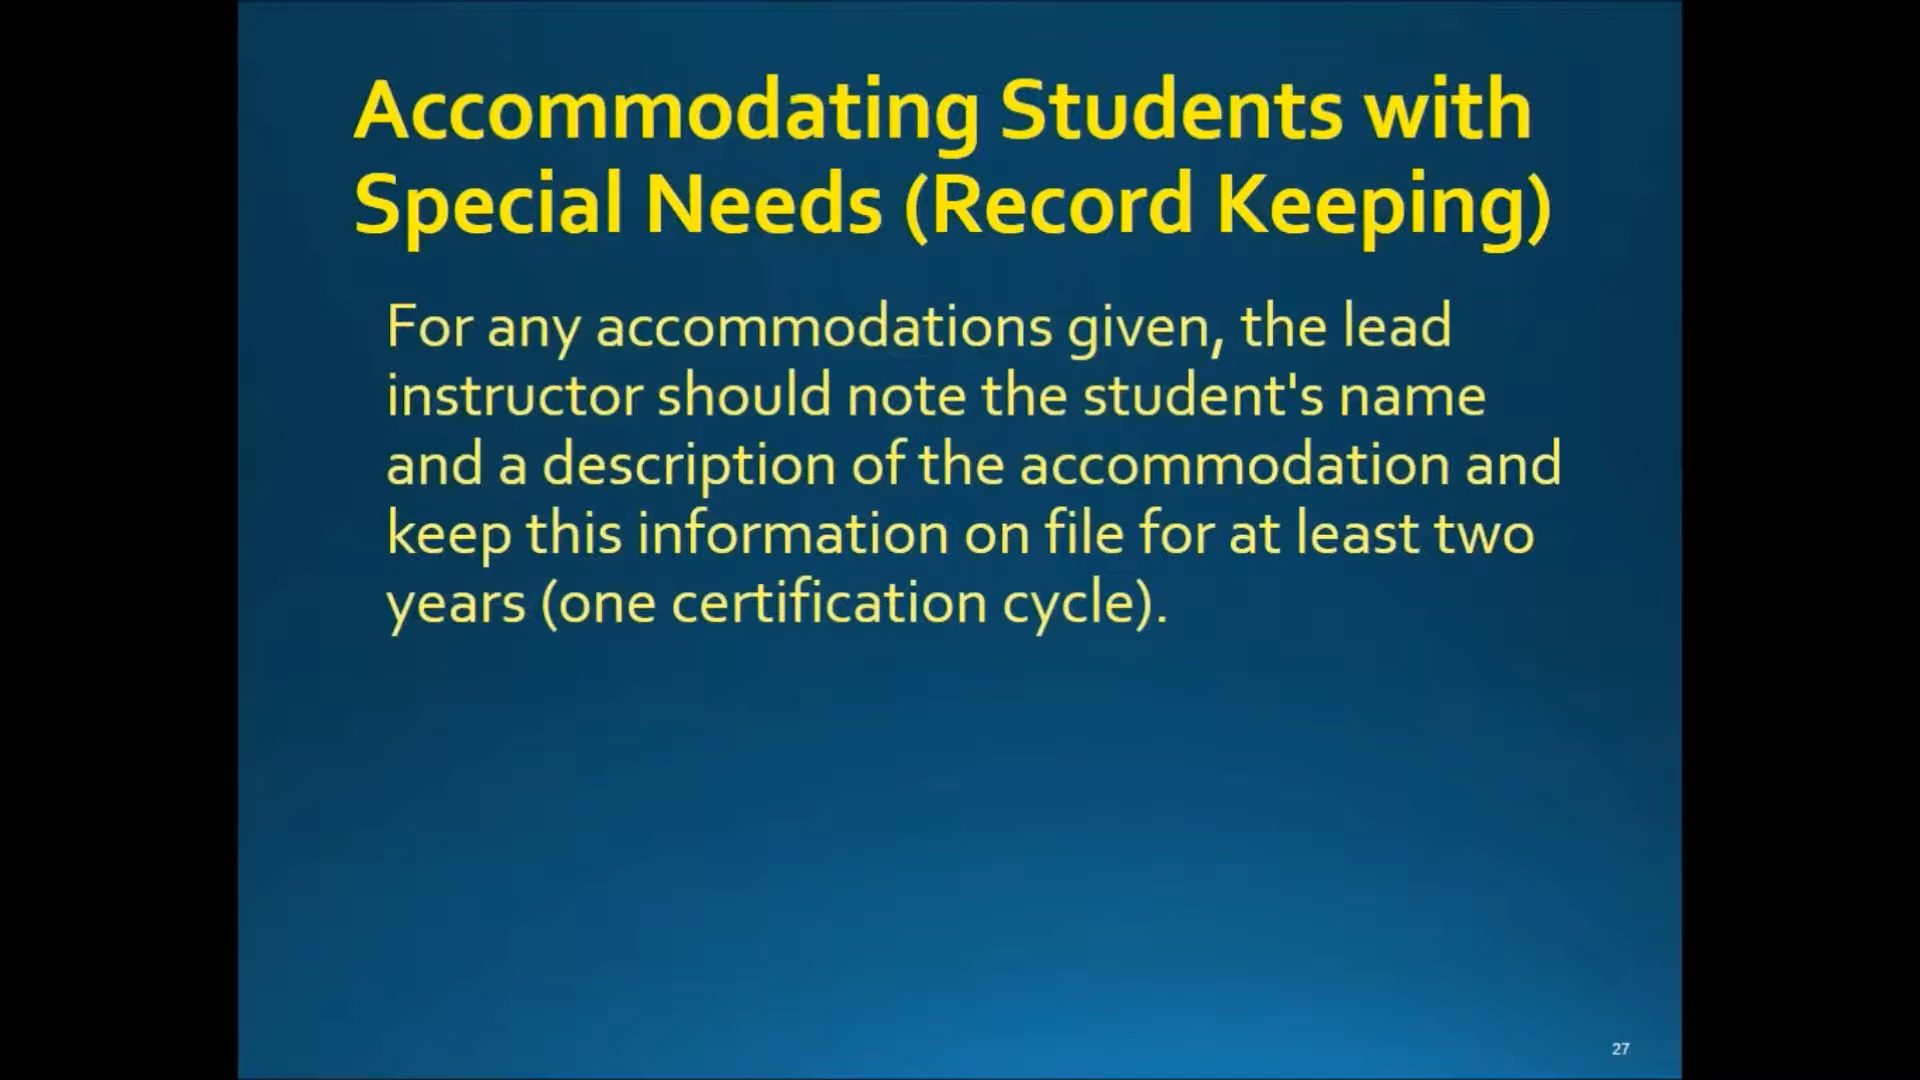 Accommodating Students with
Special Needs (Record Keeping)
For any accommodations given, the lead
instructor should note the student's name
and a description of the accommodation and
keep this information on file for at least two
years (one certification cycle).
27